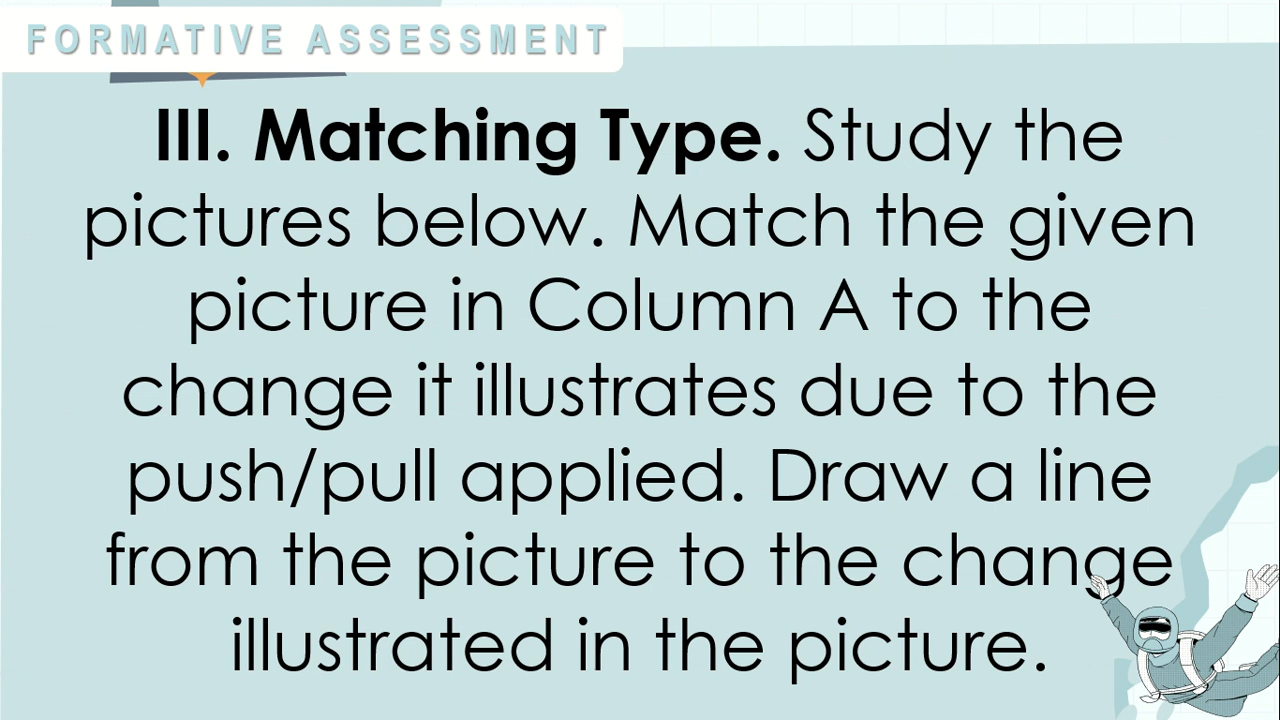 FORMATIVE ASSESSMENT
III. Matching Type. Study the
pictures below. Match the given
picture in Column A to the
change it illustrates due to the
push/pull applied. Draw a line
from the picture to the change
illustrated in the picture.